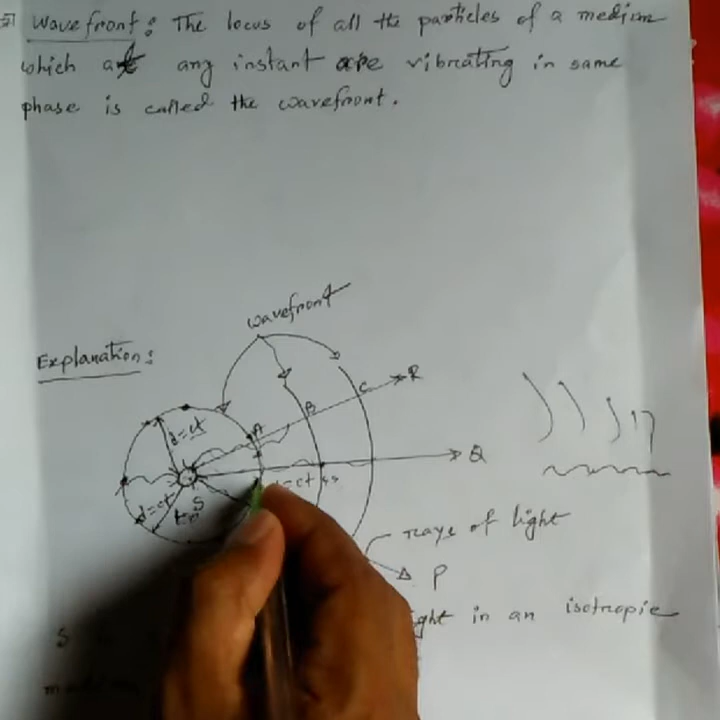 Wavefront: The locus of all the particles of a medium
which at any instant are vibrating in same
phase is called the wavefront.
wavefront
Explanation:
R
C
B
A
d=ct
Q
=ct
d=ct
S
rays of light
P
S
ght in an isotropic